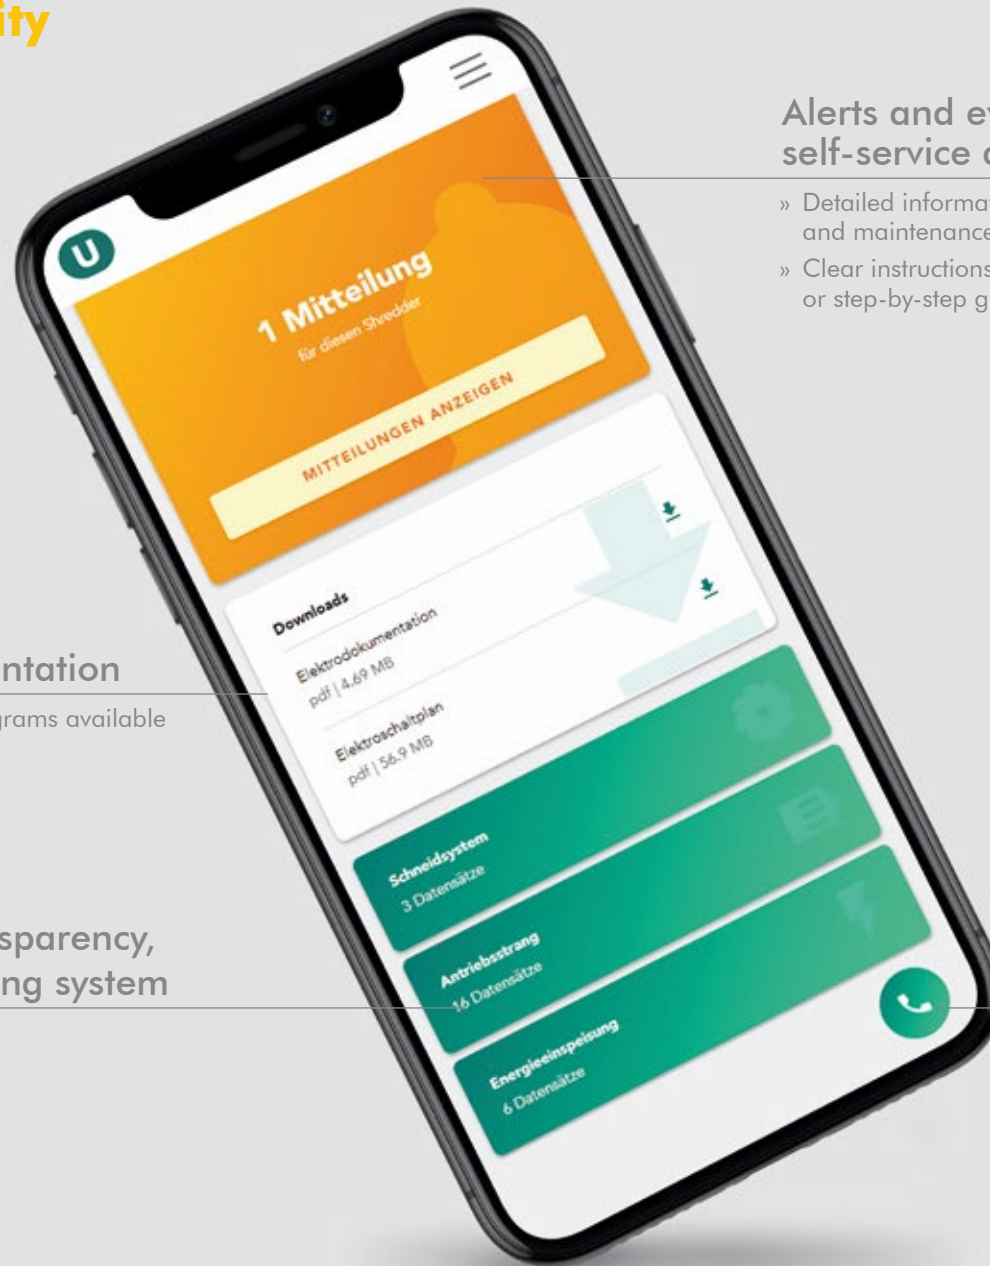 ity
Alerts and ev
self-service a
» Detailed informa
and maintenance
» Clear instructions
or step-by-step g
U
1 Mitteilung
für diesen Shredder
MITTEILUNGEN ANZEIGEN
Downloads
Elektrodokumentation
pdf | 4.69 MB
Elektroschaltplan
pdf | 56.9 MB
ntation
grams available
Schneidsystem
3 Datensätze
Antriebsstrang
16 Datensätze
Energieeinspeisung
6 Datensätze
sparency,
ng system